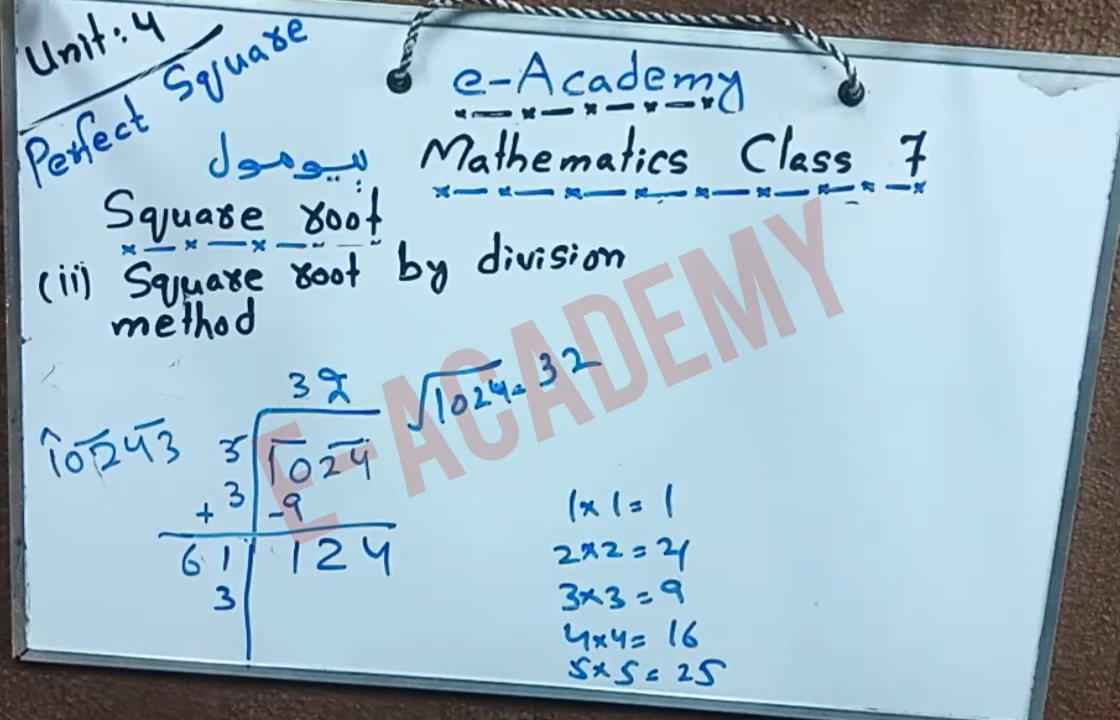 Unit: 4
Perfect Square
e-Academy
Mathematics Class 7
Square root
(ii) Square root by division
method
32
√1024 = 32
10243
3
1024
+ 3
- 9
61
124
3
1 x 1 = 1
2 x 2 = 4
3 x 3 = 9
4 x 4 = 16
5 x 5 = 25
E-ACADEMY